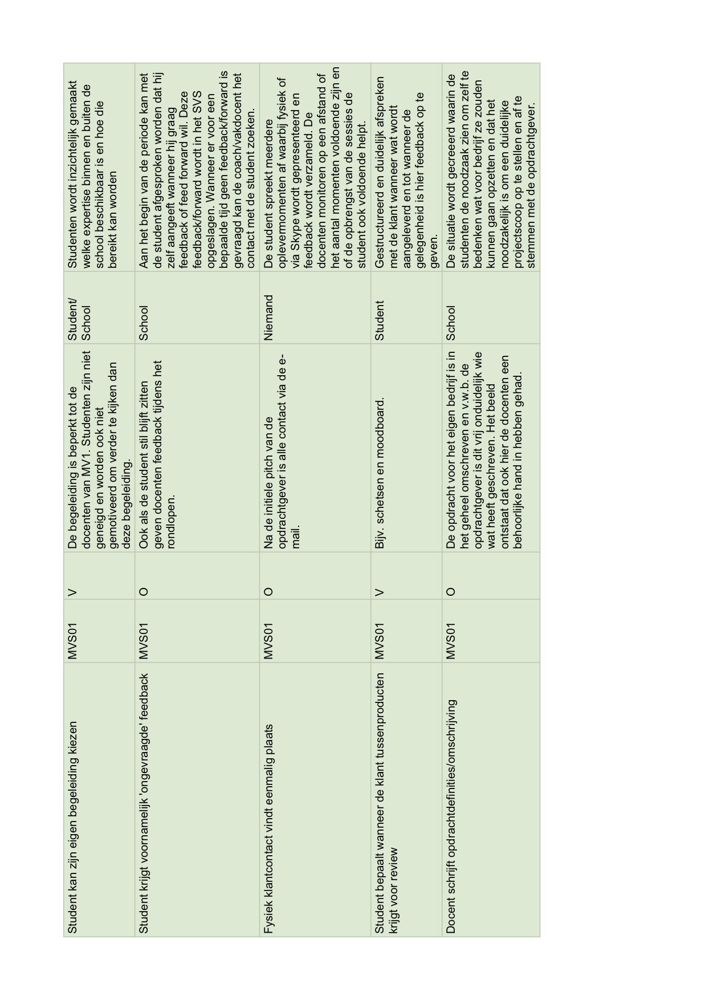 Student kan zijn eigen begeleiding kiezen
MVS01
V
De begeleiding is beperkt tot de
docenten van MV1. Studenten zijn niet
geneigd en worden ook niet
gemotiveerd om verder te kijken dan
deze begeleiding.
Student/
School
Studenten wordt inzichtelijk gemaakt
welke expertise binnen en buiten de
school beschikbaar is en hoe die
bereikt kan worden
Student krijgt voornamelijk 'ongevraagde' feedback
MVS01
O
Ook als de student stil blijft zitten
geven docenten feedback tijdens het
rondlopen.
School
Aan het begin van de periode kan met
de student afgesproken worden dat hij
zelf aangeeft wanneer hij graag
feedback of feed forward wil. Deze
feedback/forward wordt in het SVS
opgeslagen. Wanneer er voor een
bepaalde tijd geen feedback/forward is
gevraagd kan de coach/vakdocent het
contact met de student zoeken.
Fysiek klantcontact vindt eenmalig plaats
MVS01
O
Na de initiele pitch van de
opdrachtgever is alle contact via de e-
mail.
Niemand
De student spreekt meerdere
oplevermomenten af waarbij fysiek of
via Skype wordt gepresenteerd en
feedback wordt verzameld. De
docenten monitoren op een afstand of
het aantal momenten voldoende zijn en
of de opbrengst van de sessies de
student ook voldoende helpt.
Student bepaalt wanneer de klant tussenproducten
krijgt voor review
MVS01
V
Bijv. schetsen en moodboard.
Student
Gestructureerd en duidelijk afspreken
met de klant wanneer wat wordt
aangeleverd en tot wanneer de
gelegenheid is hier feedback op te
geven.
Docent schrijft opdrachtdefinities/omschrijving
MVS01
O
De opdracht voor het eigen bedrijf is in
het geheel omschreven en v.w.b. de
opdrachtgever is dit vrij onduidelijk wie
wat heeft geschreven. Het beeld
ontstaat dat ook hier de docenten een
behoorlijke hand in hebben gehad.
School
De situatie wordt gecreeerd waarin de
studenten de noodzaak zien om zelf te
bedenken wat voor bedrijf ze zouden
kunnen gaan opzetten en dat het
noodzakelijk is om een duidelijke
projectscoop op te stellen en af te
stemmen met de opdrachtgever.